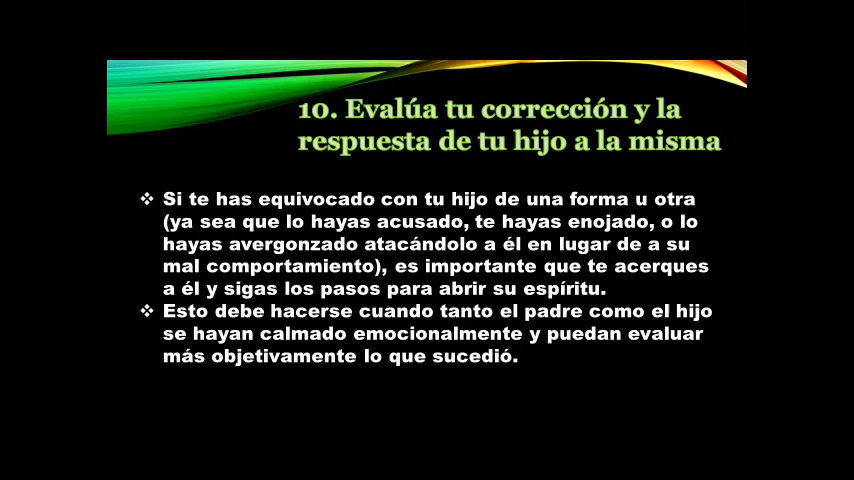 10. Evalúa tu corrección y la
respuesta de tu hijo a la misma
❖ Si te has equivocado con tu hijo de una forma u otra
(ya sea que lo hayas acusado, te hayas enojado, o lo
hayas avergonzado atacándolo a él en lugar de a su
mal comportamiento), es importante que te acerques
a él y sigas los pasos para abrir su espíritu.
❖ Esto debe hacerse cuando tanto el padre como el hijo
se hayan calmado emocionalmente y puedan evaluar
más objetivamente lo que sucedió.